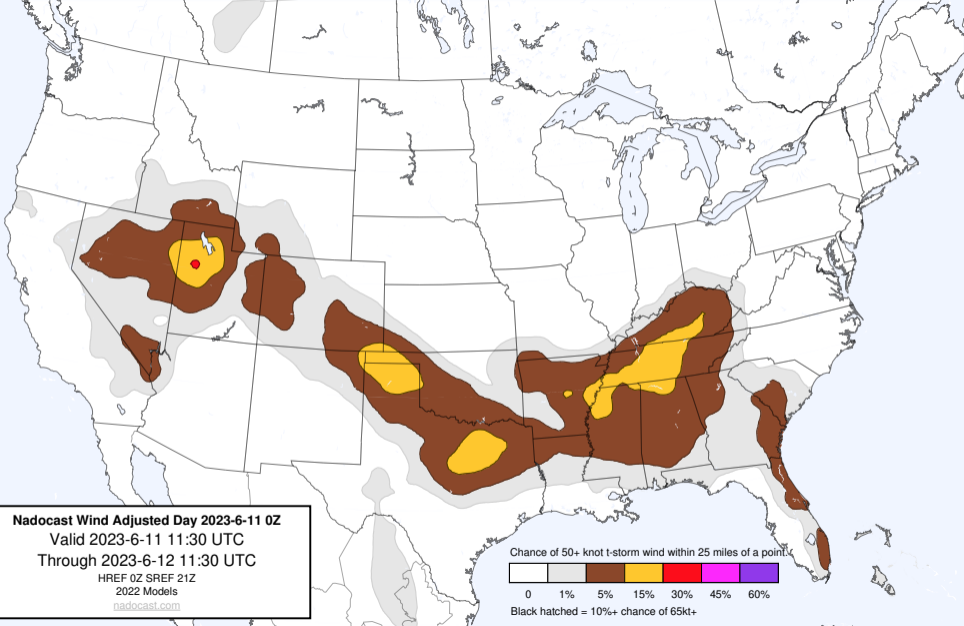 Nadocast Wind Adjusted Day 2023-6-11 0Z
Valid 2023-6-11 11:30 UTC
Through 2023-6-12 11:30 UTC
HREF 0Z SREF 21Z
2022 Models
nadocast.com
Chance of 50+ knot t-storm wind within 25 miles of a point.
0 1% 5% 15% 30% 45% 60%
Black hatched = 10%+ chance of 65kt+